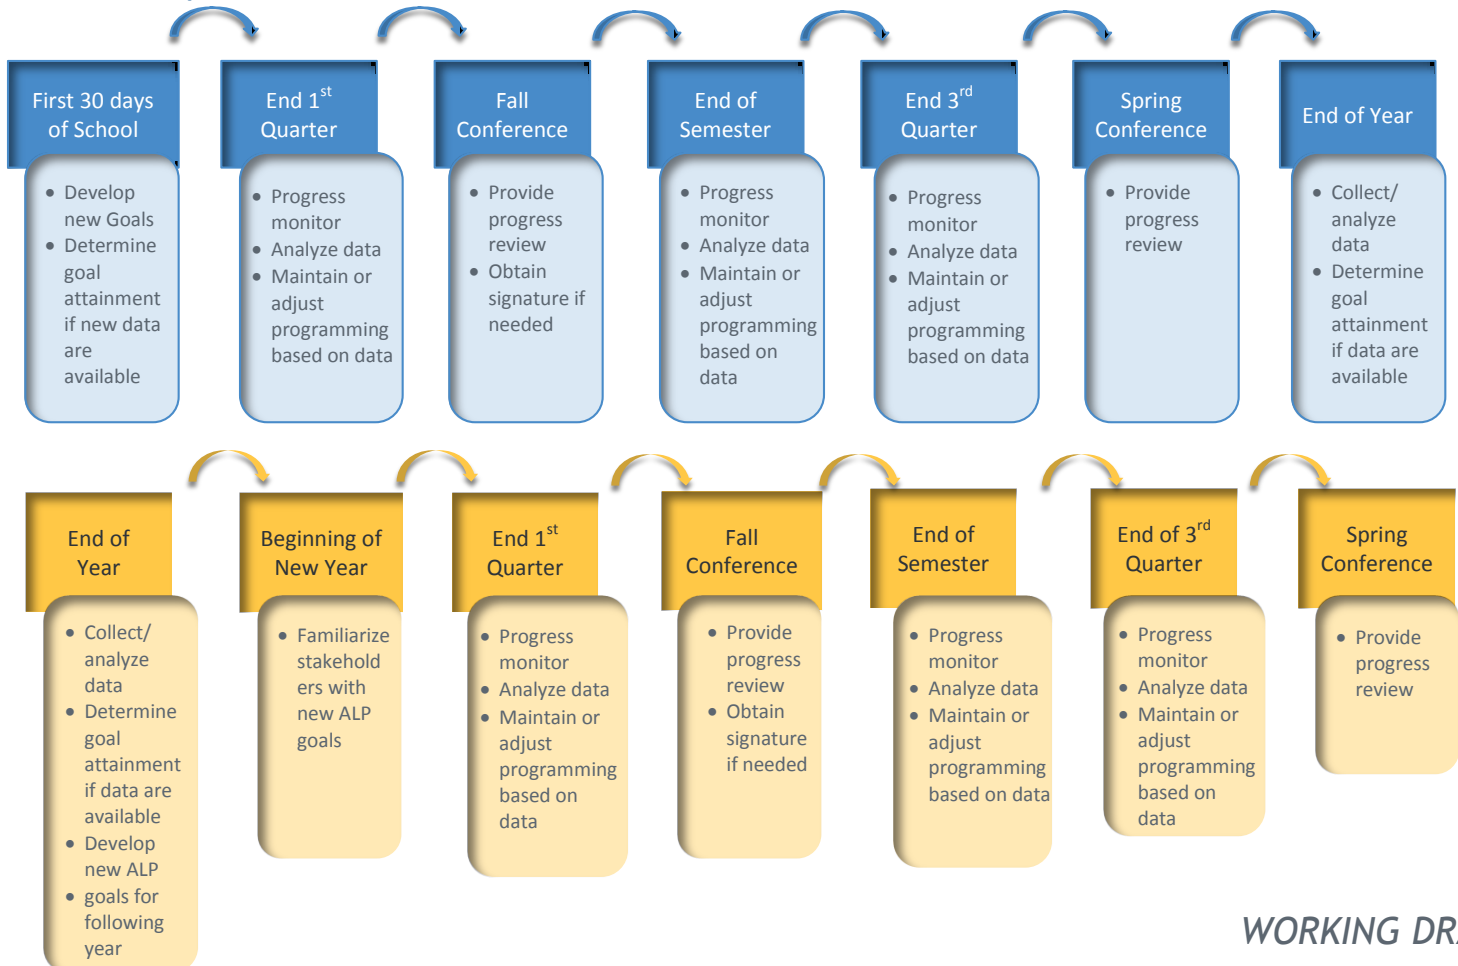 First 30 days
of School
• Develop
new Goals
• Determine
goal
attainment
if new data
are
available
End 1st
Quarter
• Progress
monitor
• Analyze data
• Maintain or
adjust
programming
based on data
Fall
Conference
• Provide
progress
review
• Obtain
signature if
needed
End of
Semester
• Progress
monitor
• Analyze data
• Maintain or
adjust
programming
based on
data
End 3rd
Quarter
• Progress
monitor
• Analyze data
• Maintain or
adjust
programming
based on data
Spring
Conference
• Provide
progress
review
End of Year
• Collect/
analyze
data
• Determine
goal
attainment
if data are
available
End of
Year
• Collect/
analyze
data
• Determine
goal
attainment
if data are
available
• Develop
new ALP
• goals for
following
year
Beginning of
New Year
• Familiarize
stakehold
ers with
new ALP
goals
End 1st
Quarter
• Progress
monitor
• Analyze data
• Maintain or
adjust
programming
based on
data
Fall
Conference
• Provide
progress
review
• Obtain
signature
if needed
End of
Semester
• Progress
monitor
• Analyze data
• Maintain or
adjust
programming
based on data
End of 3rd
Quarter
• Progress
monitor
• Analyze data
• Maintain or
adjust
programming
based on
data
Spring
Conference
• Provide
progress
review
WORKING DRA